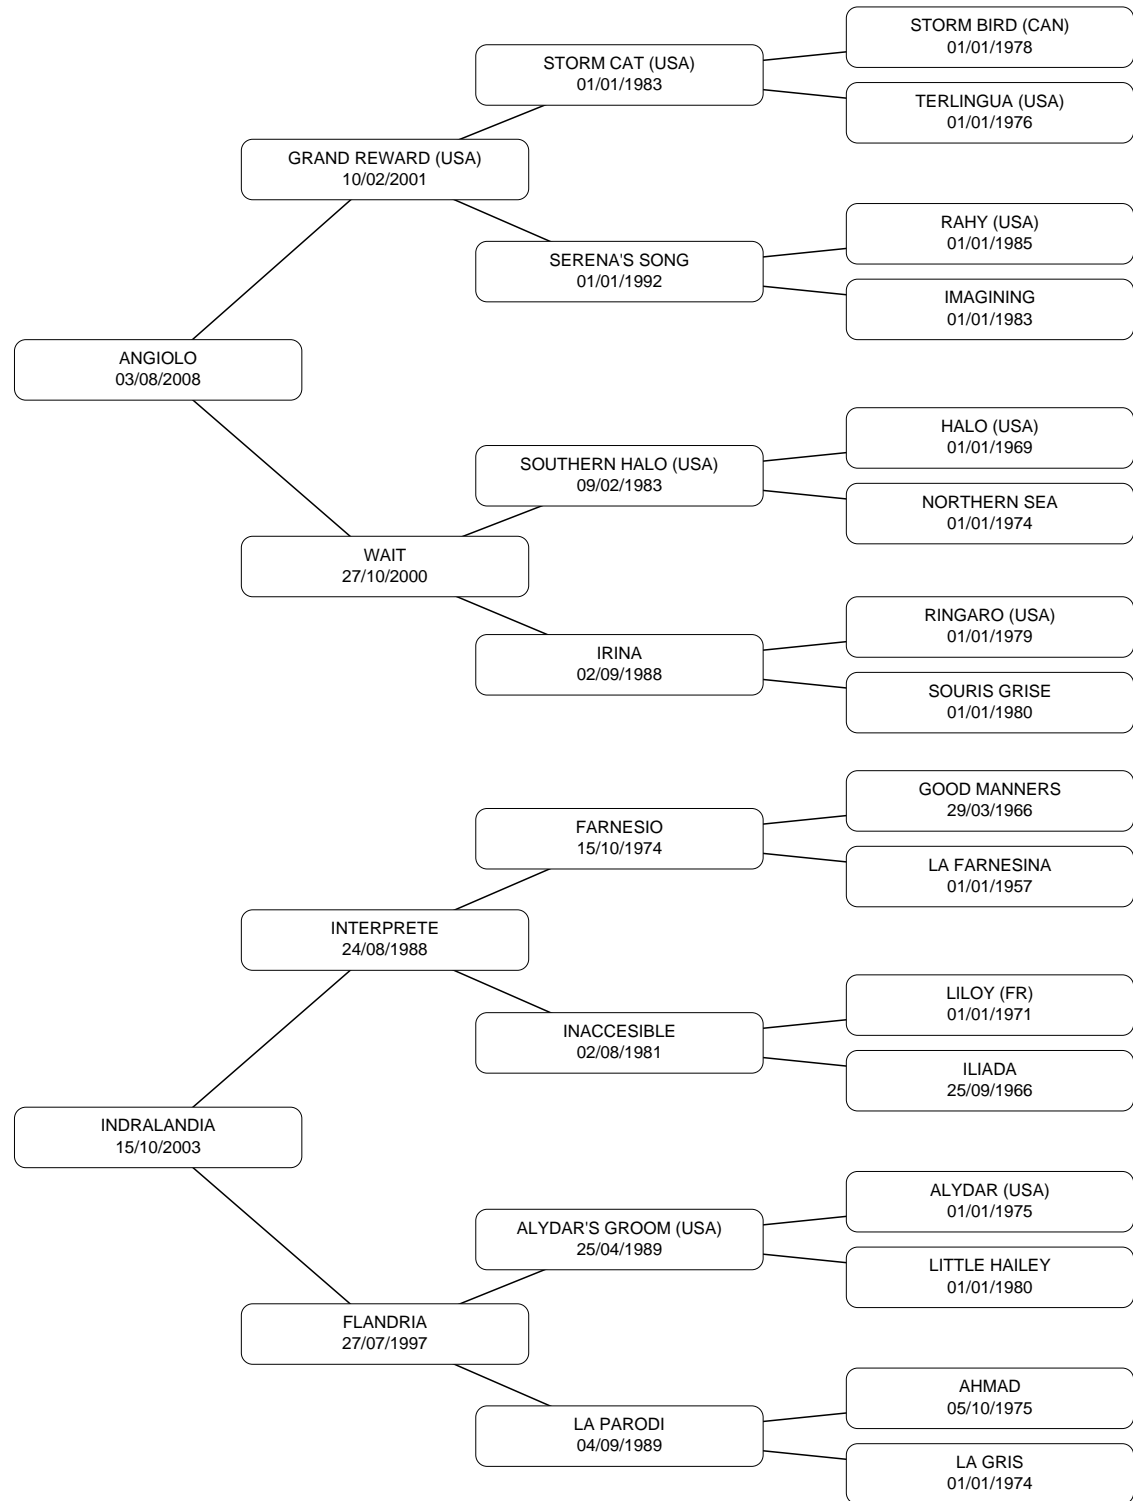 STORM BIRD (CAN)
01/01/1978
STORM CAT (USA)
01/01/1983
TERLINGUA (USA)
01/01/1976
GRAND REWARD (USA)
10/02/2001
RAHY (USA)
01/01/1985
SERENA'S SONG
01/01/1992
IMAGINING
01/01/1983
ANGIOLO
03/08/2008
HALO (USA)
01/01/1969
SOUTHERN HALO (USA)
09/02/1983
NORTHERN SEA
01/01/1974
WAIT
27/10/2000
RINGARO (USA)
01/01/1979
IRINA
02/09/1988
SOURIS GRISE
01/01/1980
GOOD MANNERS
29/03/1966
FARNESIO
15/10/1974
LA FARNESINA
01/01/1957
INTERPRETE
24/08/1988
LILOY (FR)
01/01/1971
INACCESIBLE
02/08/1981
ILIADA
25/09/1966
INDRALANDIA
15/10/2003
ALYDAR (USA)
01/01/1975
ALYDAR'S GROOM (USA)
25/04/1989
LITTLE HAILEY
01/01/1980
FLANDRIA
27/07/1997
AHMAD
05/10/1975
LA PARODI
04/09/1989
LA GRIS
01/01/1974